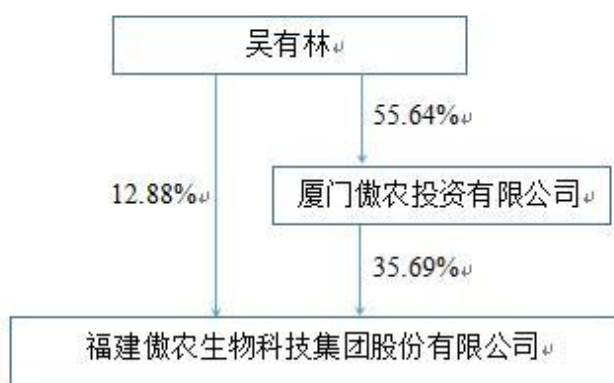 吴有林
55.64%
12.88%
厦门傲农投资有限公司
35.69%
福建傲农生物科技集团股份有限公司